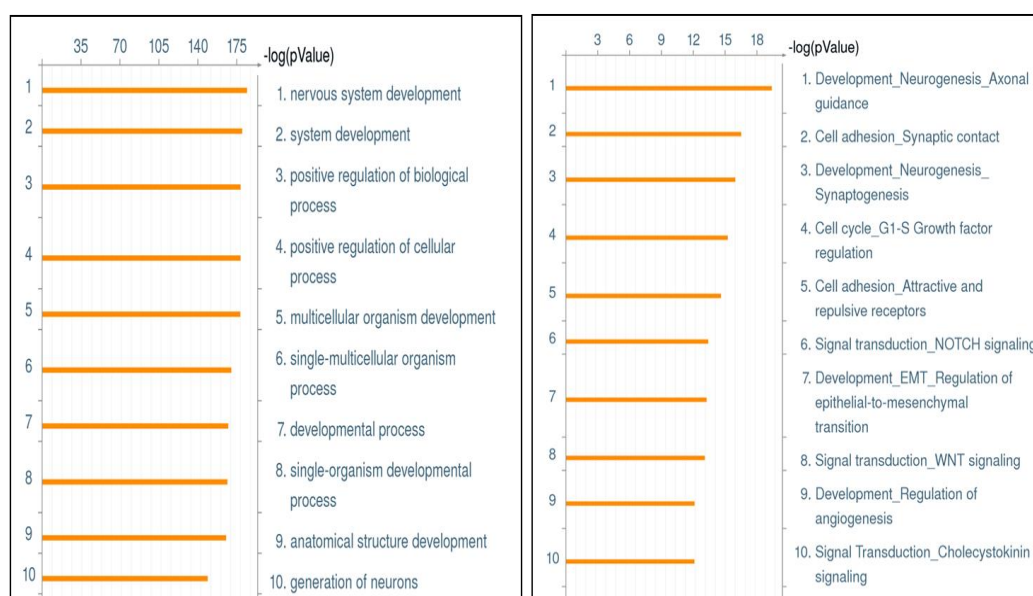 35 70 105 140 175
-log(pValue)
1
2
3
4
5
6
7
8
9
10
1. nervous system development
2. system development
3. positive regulation of biological
process
4. positive regulation of cellular
process
5. multicellular organism development
6. single-multicellular organism
process
7. developmental process
8. single-organism developmental
process
9. anatomical structure development
10. generation of neurons
3 6 9 12 15 18
-log(pValue)
1
2
3
4
5
6
7
8
9
10
1. Development_Neurogenesis_Axonal
guidance
2. Cell adhesion_Synaptic contact
3. Development_Neurogenesis_
Synaptogenesis
4. Cell cycle_G1-S Growth factor
regulation
5. Cell adhesion_Attractive and
repulsive receptors
6. Signal transduction_NOTCH signaling
7. Development_EMT_Regulation of
epithelial-to-mesenchymal
transition
8. Signal transduction_WNT signaling
9. Development_Regulation of
angiogenesis
10. Signal Transduction_Cholecystokinin
signaling